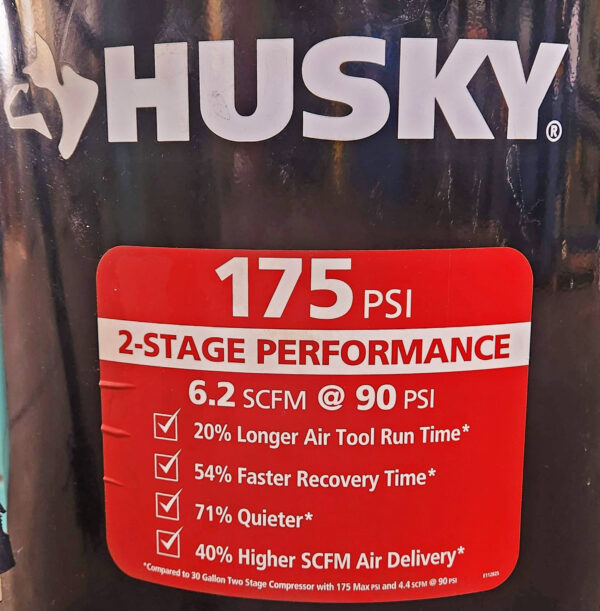 HUSKY®
175 PSI
2-STAGE PERFORMANCE
6.2 SCFM @ 90 PSI
20% Longer Air Tool Run Time*
54% Faster Recovery Time*
71% Quieter*
40% Higher SCFM Air Delivery*
*Compared to 30 Gallon Two Stage Compressor with 175 Max PSI and 4.4 SCFM @ 90 PSI